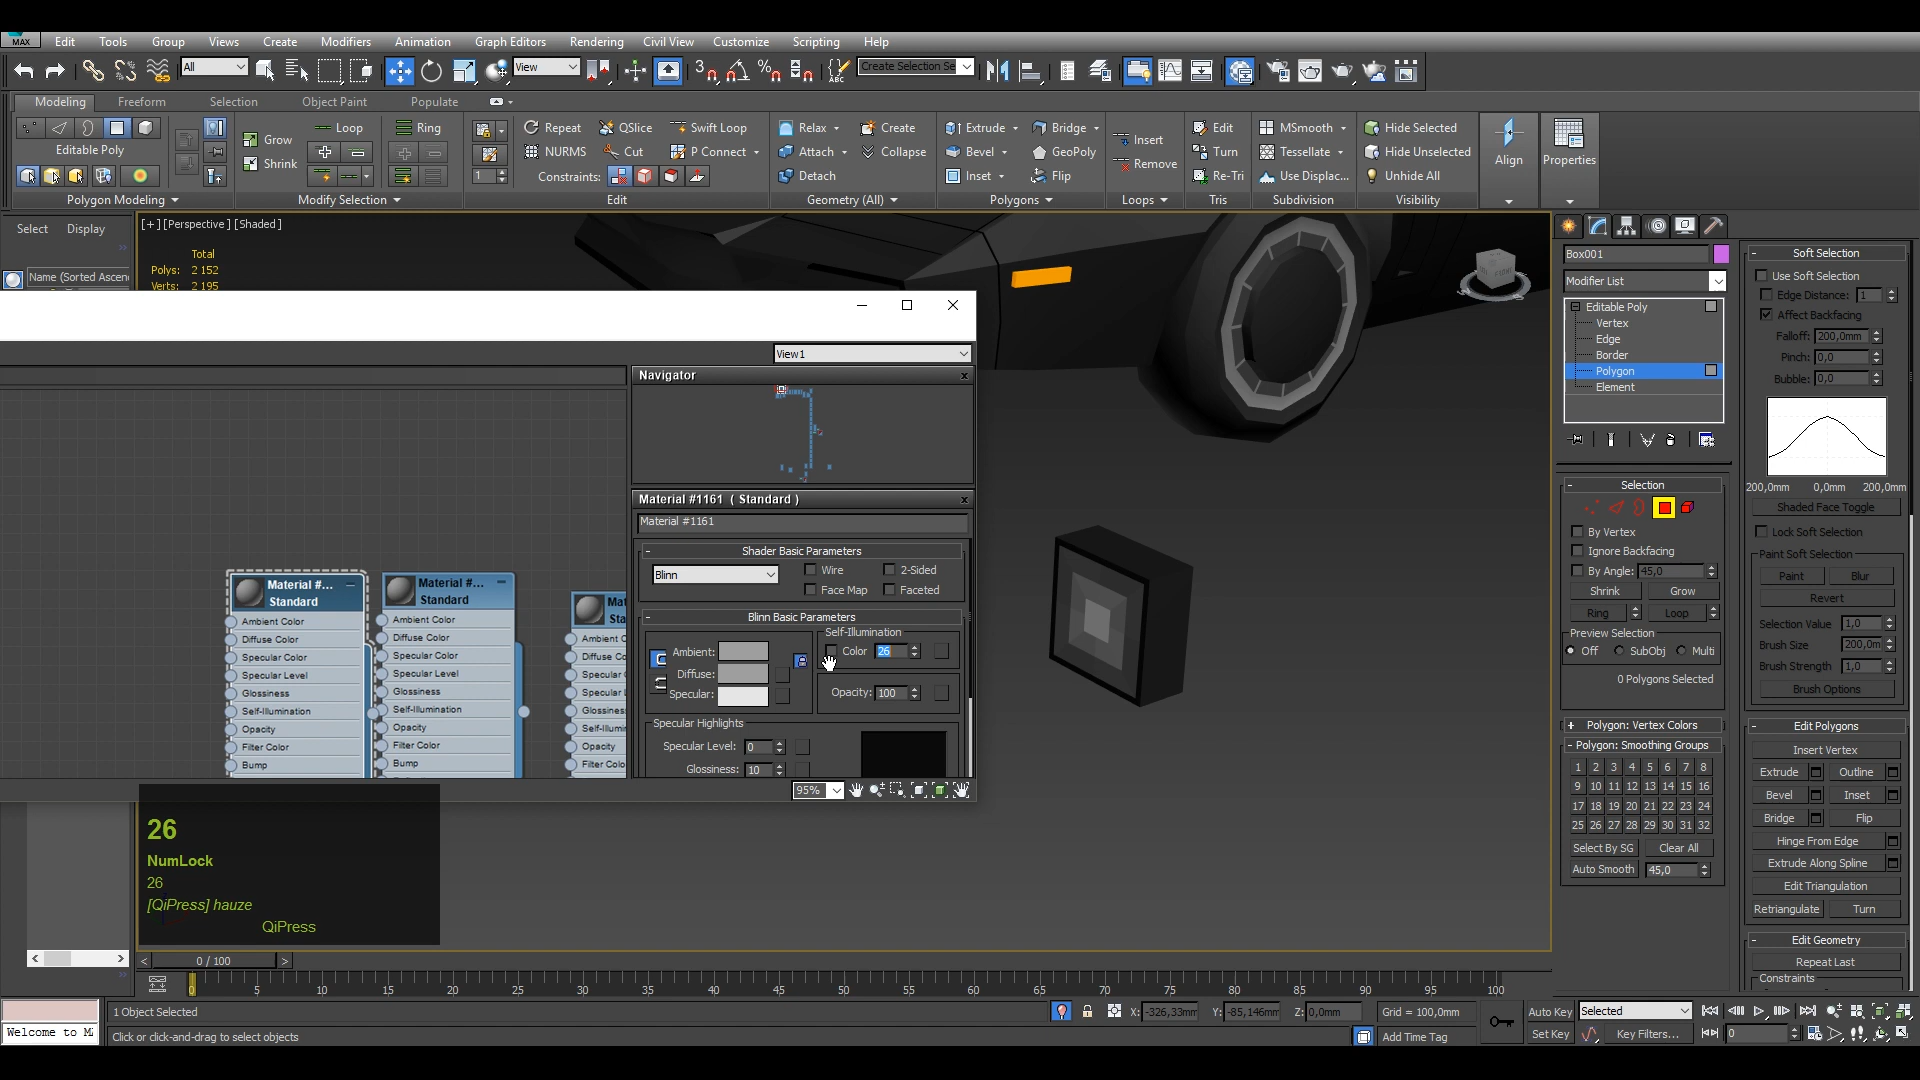 MAX Edit Tools Group Views Create Modifiers Animation Graph Editors Rendering Civil View Customize Scripting Help
All View Create Selection Se
Modeling Freeform Selection Object Paint Populate
Editable Poly
Polygon Modeling
Grow Loop Ring
Shrink
Modify Selection
1
Repeat QSlice Swift Loop
NURMS Cut P Connect
Constraints:
Edit
Relax Create
Attach Collapse
Detach
Geometry (All)
Extrude Bridge
Bevel GeoPoly
Inset Flip
Polygons
Insert
Remove
Loops
Edit
Turn
Re-Tri
Tris
MSmooth
Tessellate
Use Displac...
Subdivision
Hide Selected
Hide Unselected
Unhide All
Visibility
Align
Properties
Select Display
Name (Sorted Ascen
[+] [Perspective] [Shaded]
Total
Polys: 2 152
Verts: 2 195
View1
Navigator
Material #1161 ( Standard )
Material #1161
Shader Basic Parameters
Blinn Wire 2-Sided
Face Map Faceted
Blinn Basic Parameters
Self-Illumination
Ambient: Color 26
Diffuse:
Specular: Opacity: 100
Specular Highlights
Specular Level: 0
Glossiness: 10
95%
Material #...
Standard
Ambient Color
Diffuse Color
Specular Color
Specular Level
Glossiness
Self-Illumination
Opacity
Filter Color
Bump
Material #...
Standard
Ambient Color
Diffuse Color
Specular Color
Specular Level
Glossiness
Self-Illumination
Opacity
Filter Color
Bump
Mat
Sta
Ambient C
Diffuse Co
Specular C
Specular L
Glossiness
Self-Illumin
Opacity
Filter Colo
26
NumLock
26
[QiPress] hauze
QiPress
Box001
Modifier List
Editable Poly
Vertex
Edge
Border
Polygon
Element
Selection
By Vertex
Ignore Backfacing
By Angle: 45,0
Shrink Grow
Ring Loop
Preview Selection
Off SubObj Multi
0 Polygons Selected
Polygon: Vertex Colors
Polygon: Smoothing Groups
1 2 3 4 5 6 7 8
9 10 11 12 13 14 15 16
17 18 19 20 21 22 23 24
25 26 27 28 29 30 31 32
Select By SG Clear All
Auto Smooth 45,0
Soft Selection
Use Soft Selection
Edge Distance: 1
Affect Backfacing
Falloff: 200,0mm
Pinch: 0,0
Bubble: 0,0
200,0mm 0,0mm 200,0mm
Shaded Face Toggle
Lock Soft Selection
Paint Soft Selection
Paint Blur
Revert
Selection Value 1,0
Brush Size 200,0m
Brush Strength 1,0
Brush Options
Edit Polygons
Insert Vertex
Extrude Outline
Bevel Inset
Bridge Flip
Hinge From Edge
Extrude Along Spline
Edit Triangulation
Retriangulate Turn
Edit Geometry
Repeat Last
Constraints
0 / 100
0 5 10 15 20 25 30 35 40 45 50 55 60 65 70 75 80 85 90 95 100
Welcome to M
1 Object Selected
Click or click-and-drag to select objects
X: -326,33mm Y: -85,146mm Z: 0,0mm Grid = 100,0mm
Add Time Tag
Auto Key Selected
Set Key Key Filters... 0